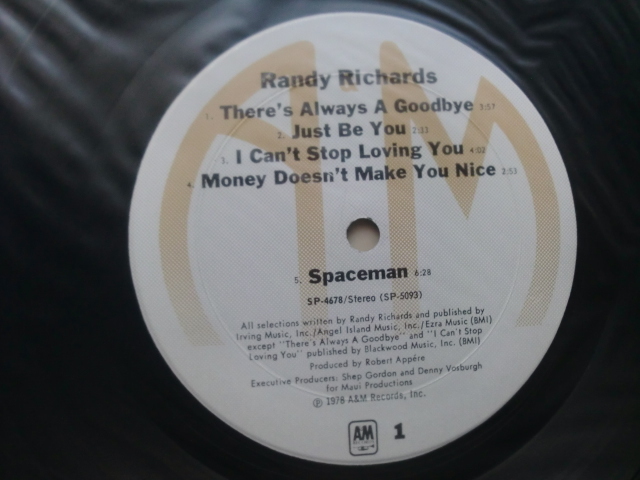 Randy Richards
1. There's Always A Goodbye 3:57
2. Just Be You 2:33
3. I Can't Stop Loving You 4:02
4. Money Doesn't Make You Nice 2:53
5. Spaceman 6:28
SP-4678/Stereo (SP-5093)
All selections written by Randy Richards and published by
Irving Music, Inc./Angel Island Music, Inc./Ezra Music (BMI)
except "There's Always A Goodbye" and "I Can't Stop
Loving You" published by Blackwood Music, Inc. (BMI)
Produced by Robert Appére
Executive Producers: Shep Gordon and Denny Vosburgh
for Maui Productions
℗ 1978 A&M Records, Inc.
A&M 1